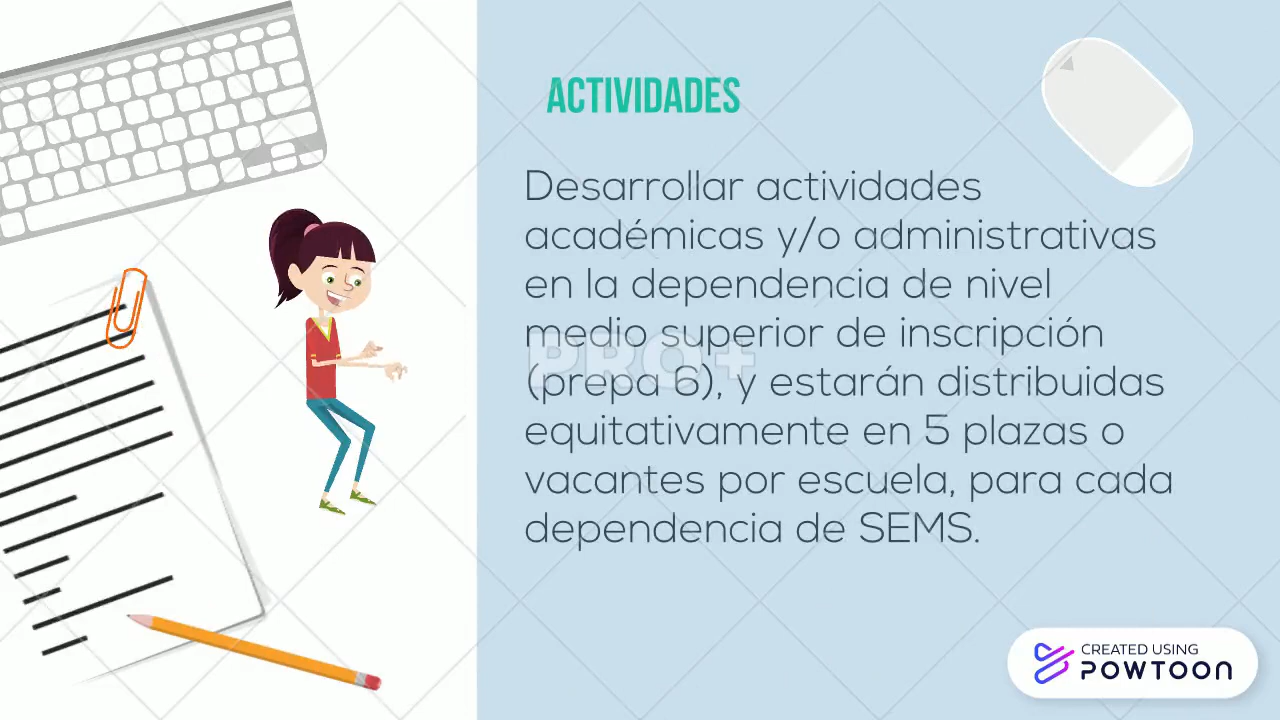 ACTIVIDADES
Desarrollar actividades
académicas y/o administrativas
en la dependencia de nivel
medio superior de inscripción
(prepa 6), y estarán distribuidas
equitativamente en 5 plazas o
vacantes por escuela, para cada
dependencia de SEMS.
PRO+
CREATED USING
POWTOON